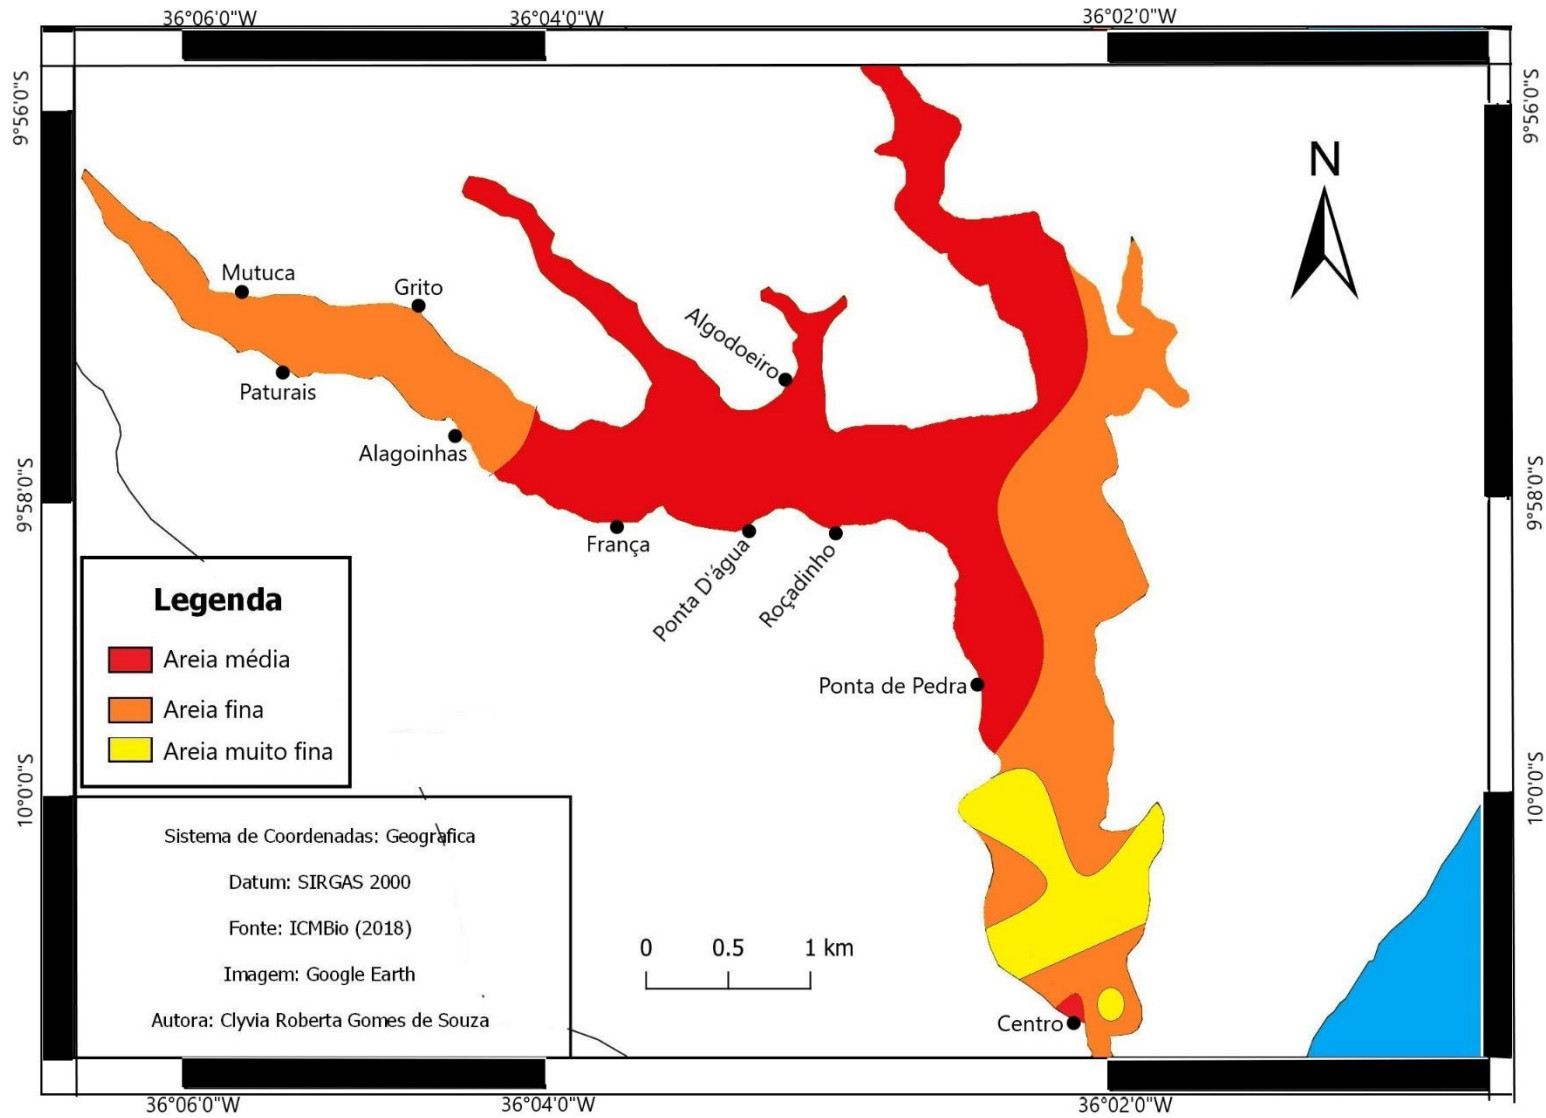 36°06'0"W
36°04'0"W
36°02'0"W
9°56'0"S
9°56'0"S
N
Mutuca
Grito
Algodoeiro
Paturais
Alagoinhas
9°58'0"S
9°58'0"S
França
Ponta D'água
Roçadinho
Legenda
Areia média
Areia fina
Areia muito fina
Ponta de Pedra
10°0'0"S
10°0'0"S
Sistema de Coordenadas: Geografica
Datum: SIRGAS 2000
Fonte: ICMBio (2018)
Imagem: Google Earth
Autora: Clyvia Roberta Gomes de Souza
0 0.5 1 km
Centro
36°06'0"W
36°04'0"W
36°02'0"W